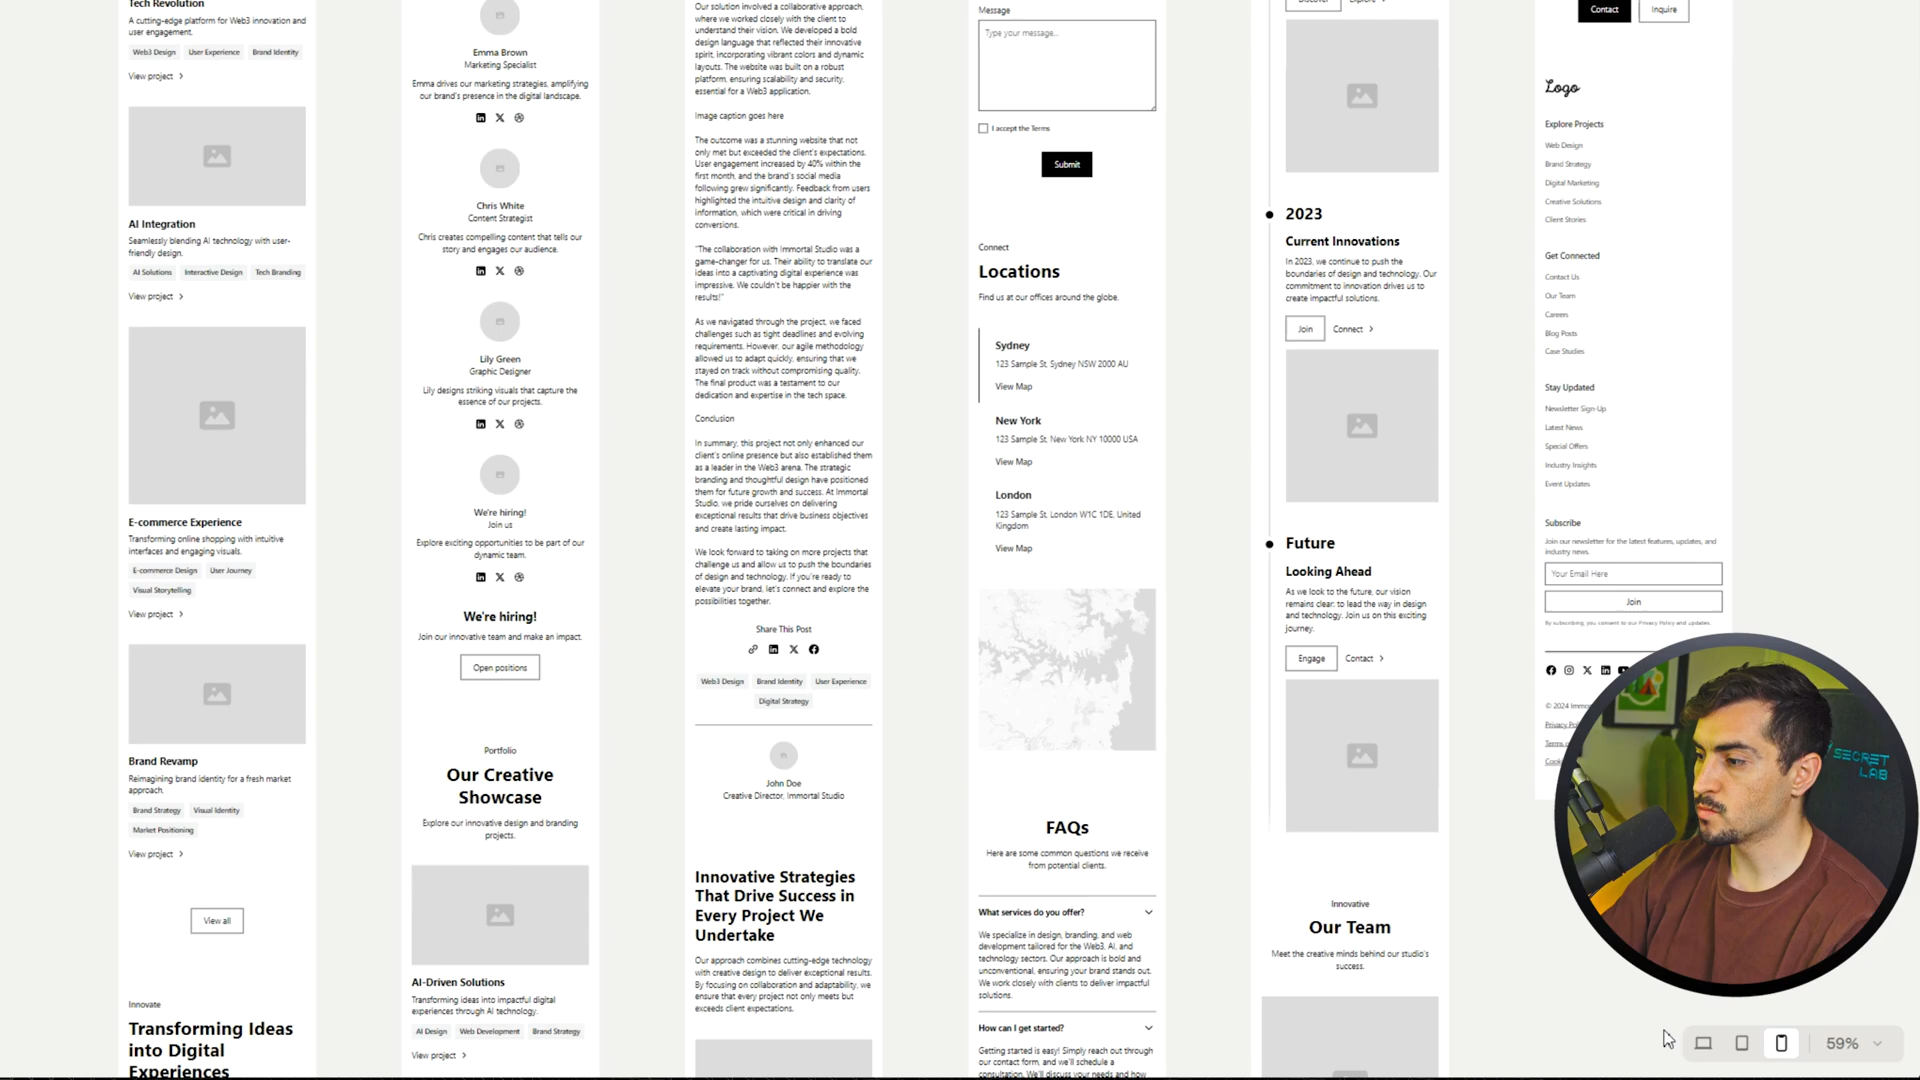 Tech Revolution
A cutting-edge platform for Web3 innovation and
user engagement.
Web3 Design User Experience Brand Identity
View project
AI Integration
Seamlessly blending AI technology with user-
friendly design.
AI Solutions Interactive Design Tech Branding
View project
E-commerce Experience
Transforming online shopping with intuitive
interfaces and engaging visuals.
E-commerce Design User Journey
Visual Storytelling
View project
Brand Revamp
Reimagining brand identity for a fresh market
approach.
Brand Strategy Visual Identity
Market Positioning
View project
View all
Innovate
Transforming Ideas
into Digital
Experiences
Emma Brown
Marketing Specialist
Emma drives our marketing strategies, amplifying
our brand's presence in the digital landscape.
Chris White
Content Strategist
Chris creates compelling content that tells our
story and engages our audience.
Lily Green
Graphic Designer
Lily designs striking visuals that capture the
essence of our projects.
We're hiring!
Join us
Explore exciting opportunities to be part of our
dynamic team.
We're hiring!
Join our innovative team and make an impact.
Open positions
Portfolio
Our Creative
Showcase
Explore our innovative design and branding
projects.
AI-Driven Solutions
Transforming ideas into impactful digital
experiences through AI technology.
AI Design Web Development Brand Strategy
View project
Our solution involved a collaborative approach,
where we worked closely with the client to
understand their vision. We developed a bold
design language that reflected their innovative
spirit, incorporating vibrant colors and dynamic
layouts. The website was built on a robust
platform, ensuring scalability and security,
essential for a Web3 application.
Image caption goes here
The outcome was a stunning website that not
only met but exceeded the client's expectations.
User engagement increased by 40% within the
first month, and the brand's social media
following grew significantly. Feedback from users
highlighted the intuitive design and clarity of
information, which were critical in driving
conversions.
"The collaboration with Immortal Studio was a
game-changer for us. Their ability to translate our
ideas into a captivating digital experience was
impressive. We couldn't be happier with the
results!"
As we navigated through the project, we faced
challenges such as tight deadlines and evolving
requirements. However, our agile methodology
allowed us to adapt quickly, ensuring that we
stayed on track without compromising quality.
The final product was a testament to our
dedication and expertise in the tech space.
Conclusion
In summary, this project not only enhanced our
client's online presence but also established them
as a leader in the Web3 arena. The strategic
branding and thoughtful design have positioned
them for future growth and success. At Immortal
Studio, we pride ourselves on delivering
exceptional results that drive business objectives
and create lasting impact.
We look forward to taking on more projects that
challenge us and allow us to push the boundaries
of design and technology. If you're ready to
elevate your brand, let's connect and explore the
possibilities together.
Share This Post
Web3 Design Brand Identity User Experience
Digital Strategy
John Doe
Creative Director, Immortal Studio
Innovative Strategies
That Drive Success in
Every Project We
Undertake
Our approach combines cutting-edge technology
with creative design to deliver exceptional results.
By focusing on collaboration and adaptability, we
ensure that every project not only meets but
exceeds client expectations.
Message
Type your message...
I accept the Terms
Submit
Connect
Locations
Find us at our offices around the globe.
Sydney
123 Sample St, Sydney NSW 2000 AU
View Map
New York
123 Sample St, New York NY 10000 USA
View Map
London
123 Sample St, London W1C 1DE, United
Kingdom
View Map
FAQs
Here are some common questions we receive
from potential clients.
What services do you offer?
We specialize in design, branding, and web
development tailored for the Web3, AI, and
technology sectors. Our approach is bold and
unconventional, ensuring your brand stands out.
We work closely with clients to deliver impactful
solutions.
How can I get started?
Getting started is easy! Simply reach out through
our contact form, and we'll schedule a
consultation. We'll discuss your needs and how
Discover Explore
2023
Current Innovations
In 2023, we continue to push the
boundaries of design and technology. Our
commitment to innovation drives us to
create impactful solutions.
Join Connect
Future
Looking Ahead
As we look to the future, our vision
remains clear: to lead the way in design
and technology. Join us on this exciting
journey.
Engage Contact
Innovative
Our Team
Meet the creative minds behind our studio's
success.
Contact Inquire
Logo
Explore Projects
Web Design
Brand Strategy
Digital Marketing
Creative Solutions
Client Stories
Get Connected
Contact Us
Our Team
Careers
Blog Posts
Case Studies
Stay Updated
Newsletter Sign-Up
Latest News
Special Offers
Industry Insights
Event Updates
Subscribe
Join our newsletter for the latest features, updates, and
industry news.
Your Email Here
Join
By subscribing, you consent to our Privacy Policy and updates.
© 2024 Immor
Privacy Po
Terms o
Cook
SECRET
LAB
59%